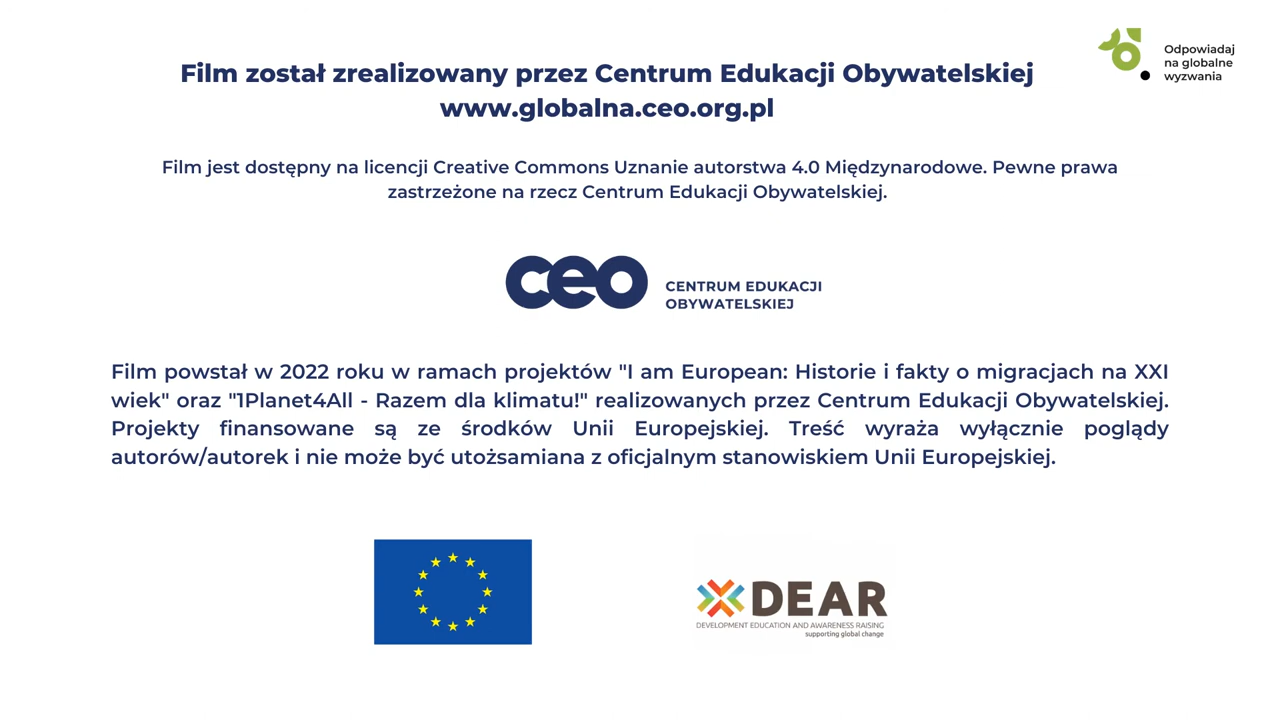 Odpowiadaj
na globalne
wyzwania
Film został zrealizowany przez Centrum Edukacji Obywatelskiej
www.globalna.ceo.org.pl
Film jest dostępny na licencji Creative Commons Uznanie autorstwa 4.0 Międzynarodowe. Pewne prawa
zastrzeżone na rzecz Centrum Edukacji Obywatelskiej.
ceo
CENTRUM EDUKACJI
OBYWATELSKIEJ
Film powstał w 2022 roku w ramach projektów "I am European: Historie i fakty o migracjach na XXI
wiek" oraz "1Planet4All - Razem dla klimatu!" realizowanych przez Centrum Edukacji Obywatelskiej.
Projekty finansowane są ze środków Unii Europejskiej. Treść wyraża wyłącznie poglądy
autorów/autorek i nie może być utożsamiana z oficjalnym stanowiskiem Unii Europejskiej.
DEAR
DEVELOPMENT EDUCATION AND AWARENESS RAISING
supporting global change